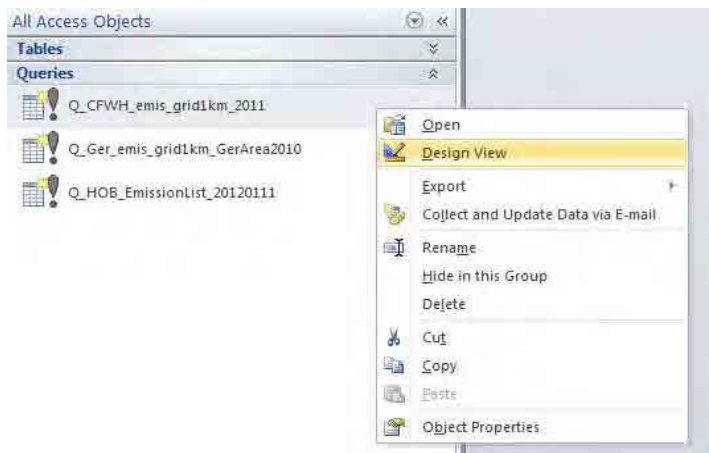 All Access Objects
Tables
Queries
Q_CFWH_emis_grid1km_2011
Q_Ger_emis_grid1km_GerArea2010
Q_HOB_EmissionList_20120111
Open
Design View
Export
Collect and Update Data via E-mail
Rename
Hide in this Group
Delete
Cut
Copy
Paste
Object Properties